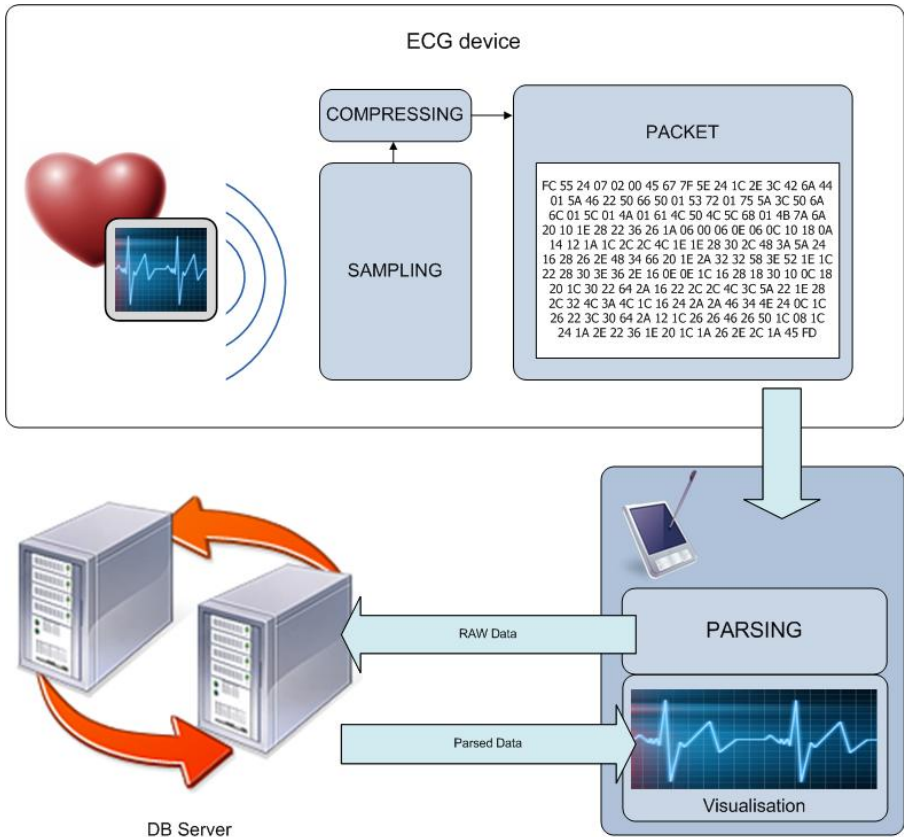 ECG device
COMPRESSING
SAMPLING
PACKET
FC 55 24 07 02 00 45 67 7F 5E 24 1C 2E 3C 42 6A 44
01 5A 46 22 50 66 50 01 53 72 01 75 5A 3C 50 6A
6C 01 5C 01 4A 01 61 4C 50 4C 5C 68 01 4B 7A 6A
20 10 1E 28 22 36 26 1A 06 00 06 0E 06 0C 10 18 0A
14 12 1A 1C 2C 2C 4C 1E 1E 28 30 2C 48 3A 5A 24
16 28 26 2E 48 34 66 20 1E 2A 32 32 58 3E 52 1E 1C
22 28 30 3E 36 2E 16 0E 0E 1C 16 28 18 30 10 0C 18
20 1C 30 22 64 2A 16 22 2C 2C 4C 3C 5A 22 1E 28
2C 32 4C 3A 4C 1C 16 24 2A 2A 46 34 4E 24 0C 1C
26 22 3C 30 64 2A 12 1C 26 26 46 26 50 1C 08 1C
24 1A 2E 22 36 1E 20 1C 1A 26 2E 2C 1A 45 FD
PARSING
RAW Data
Parsed Data
Visualisation
DB Server